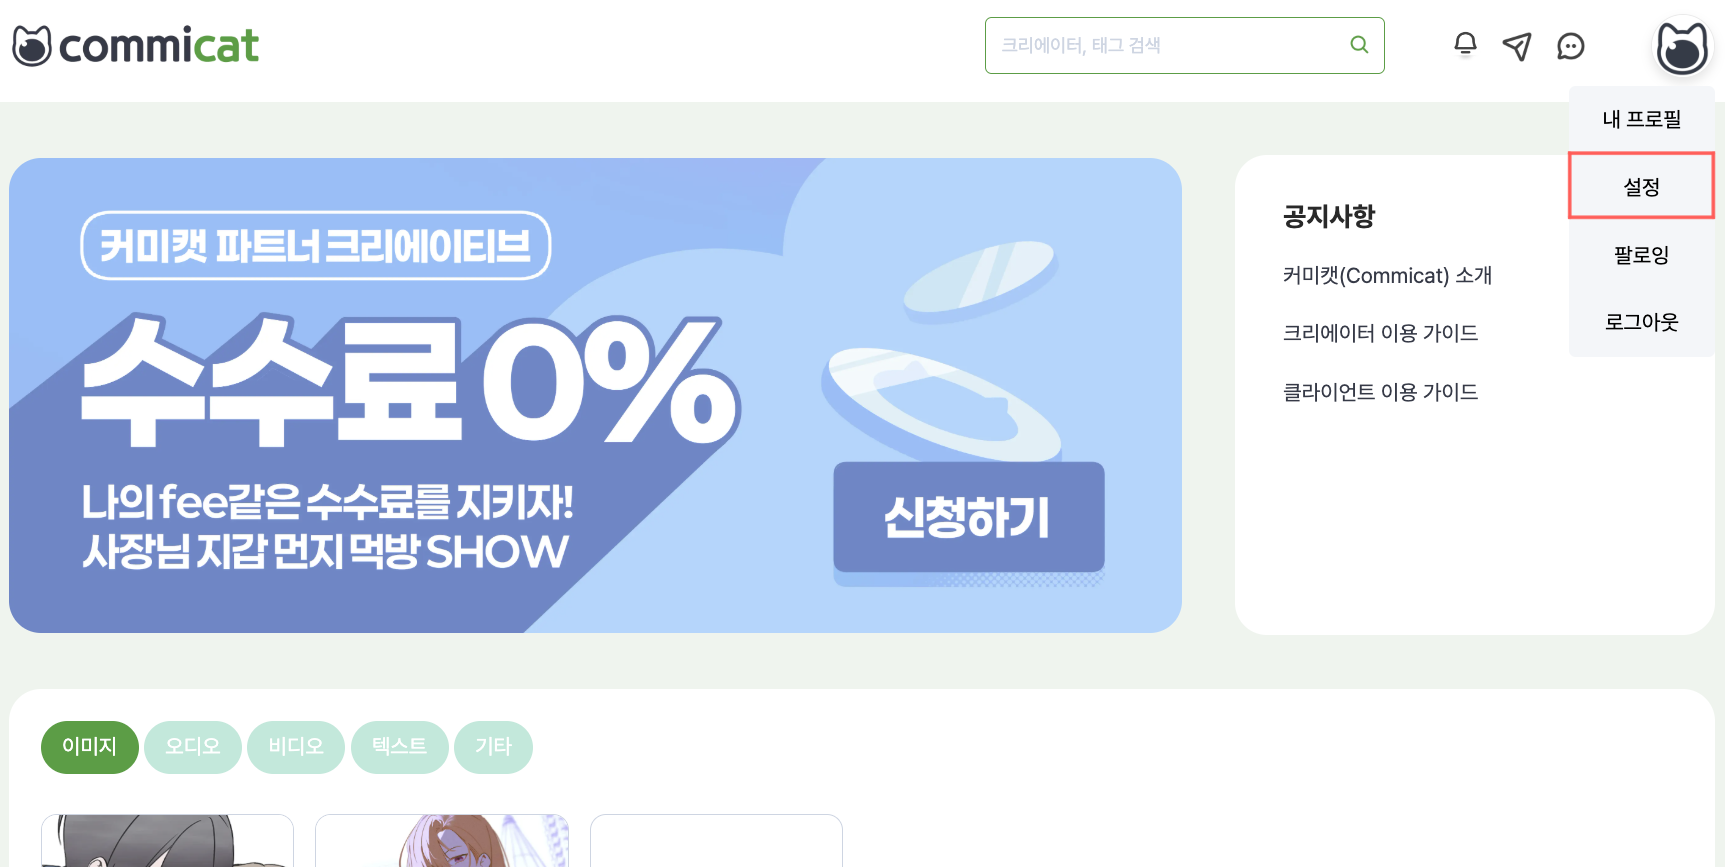 commicat
크리에이터, 태그 검색
내 프로필
설정
팔로잉
로그아웃
커미캣 파트너 크리에이티브
수수료 0%
나의 fee같은 수수료를 지키자!
사장님 지갑 먼지 먹방 SHOW
신청하기
공지사항
커미캣(Commicat) 소개
크리에이터 이용 가이드
클라이언트 이용 가이드
이미지
오디오
비디오
텍스트
기타